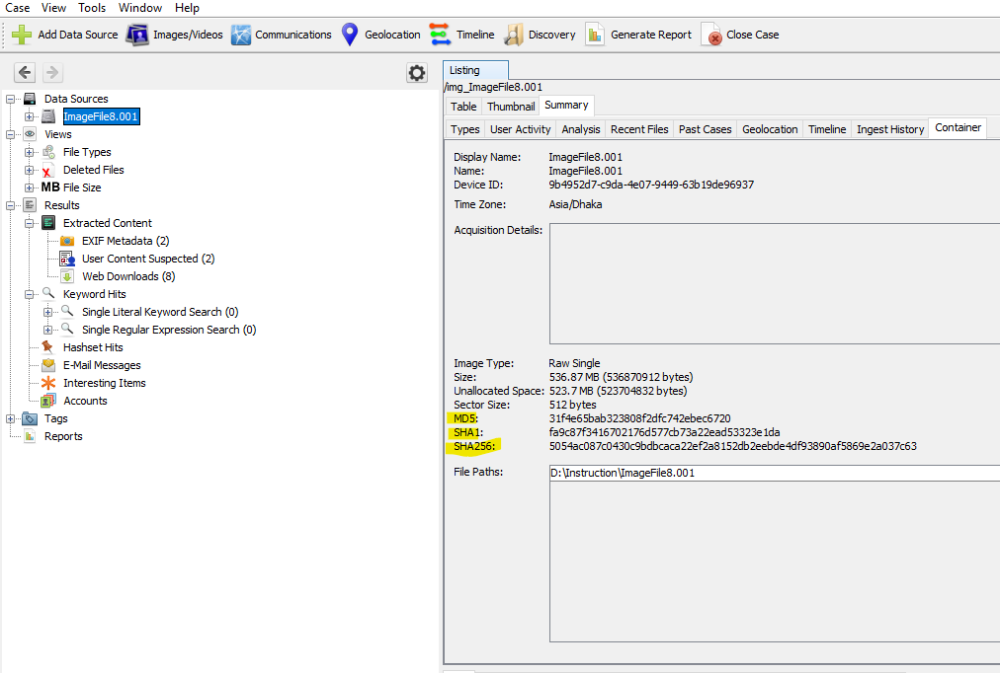 Case View Tools Window Help
Add Data Source Images/Videos Communications Geolocation Timeline Discovery Generate Report Close Case
Listing
/img_ImageFile8.001
Table Thumbnail Summary
Types User Activity Analysis Recent Files Past Cases Geolocation Timeline Ingest History Container
Data Sources
ImageFile8.001
Views
File Types
Deleted Files
MB File Size
Results
Extracted Content
EXIF Metadata (2)
User Content Suspected (2)
Web Downloads (8)
Keyword Hits
Single Literal Keyword Search (0)
Single Regular Expression Search (0)
Hashset Hits
E-Mail Messages
Interesting Items
Accounts
Tags
Reports
Display Name: ImageFile8.001
Name: ImageFile8.001
Device ID: 9b4952d7-c9da-4e07-9449-63b19de96937
Time Zone: Asia/Dhaka
Acquisition Details:
Image Type: Raw Single
Size: 536.87 MB (536870912 bytes)
Unallocated Space: 523.7 MB (523704832 bytes)
Sector Size: 512 bytes
MD5: 31f4e65bab323808f2dfc742ebec6720
SHA1: fa9c87f3416702176d577cb73a22ead53323e1da
SHA256: 5054ac087c0430c9bdbcaca22ef2a8152db2eebde4df93890af5869e2a037c63
File Paths: D:\Instruction\ImageFile8.001